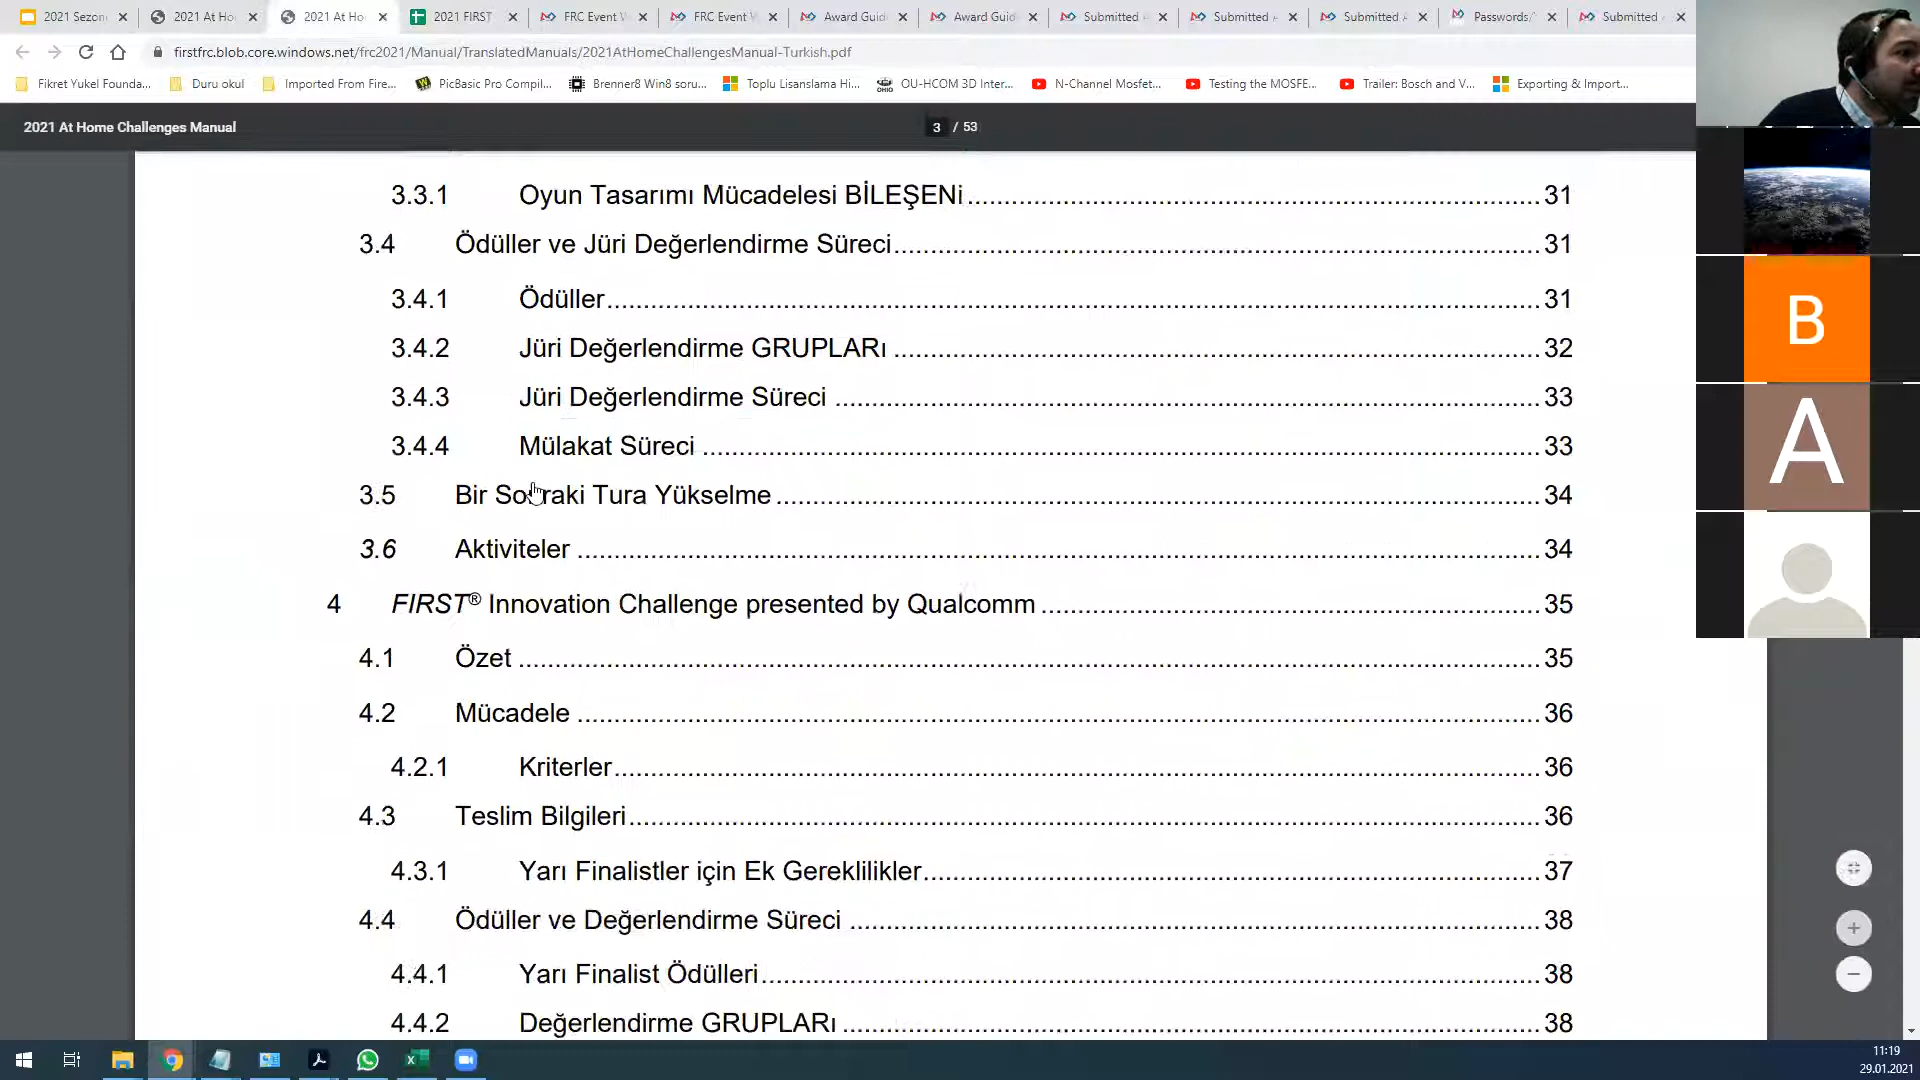 2021 Sezon
2021 At Ho
2021 At Ho
2021 FIRST
FRC Event
FRC Event
Award Guid
Award Guid
Submitted
Submitted
Submitted
Passwords/
Submitted
firstfrc.blob.core.windows.net/frc2021/Manual/TranslatedManuals/2021AtHomeChallengesManual-Turkish.pdf
Fikret Yukel Founda...
Duru okul
Imported From Fire...
PicBasic Pro Compil...
Brenner8 Win8 soru...
Toplu Lisanslama Hi...
OU-HCOM 3D Inter...
N-Channel Mosfet...
Testing the MOSFE...
Trailer: Bosch and V...
Exporting & Import...
2021 At Home Challenges Manual
3 / 53
3.3.1 Oyun Tasarımı Mücadelesi BİLEŞENi 31
3.4 Ödüller ve Jüri Değerlendirme Süreci 31
3.4.1 Ödüller 31
3.4.2 Jüri Değerlendirme GRUPLARı 32
3.4.3 Jüri Değerlendirme Süreci 33
3.4.4 Mülakat Süreci 33
3.5 Bir Sonraki Tura Yükselme 34
3.6 Aktiviteler 34
4 FIRST® Innovation Challenge presented by Qualcomm 35
4.1 Özet 35
4.2 Mücadele 36
4.2.1 Kriterler 36
4.3 Teslim Bilgileri 36
4.3.1 Yarı Finalistler için Ek Gereklilikler 37
4.4 Ödüller ve Değerlendirme Süreci 38
4.4.1 Yarı Finalist Ödülleri 38
4.4.2 Değerlendirme GRUPLARı 38
B
A
11:19
29.01.2021